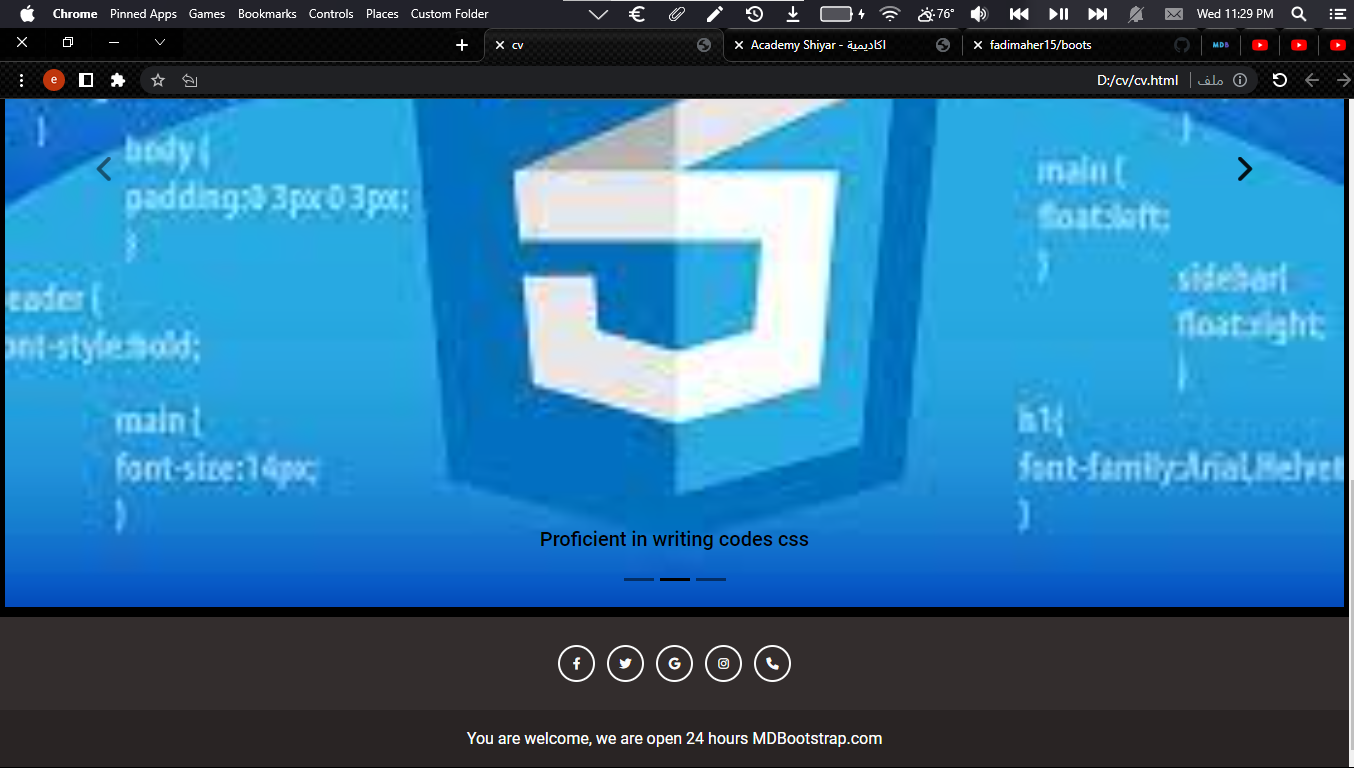 Chrome Pinned Apps Games Bookmarks Controls Places Custom Folder 76° Wed 11:29 PM
cv
Academy Shiyar - اكاديمية
fadimaher15/boots
MDB
e
D:/cv/cv.html
ملف
}
body {
padding:0 3px 0 3px;
}
eader {
ont-style:bold;
main {
font-size:14px;
}
}
main {
float:left;
}
sidebar{
float:right;
}
h1{
font-family:Arial,Helvet
}
Proficient in writing codes css
You are welcome, we are open 24 hours MDBootstrap.com